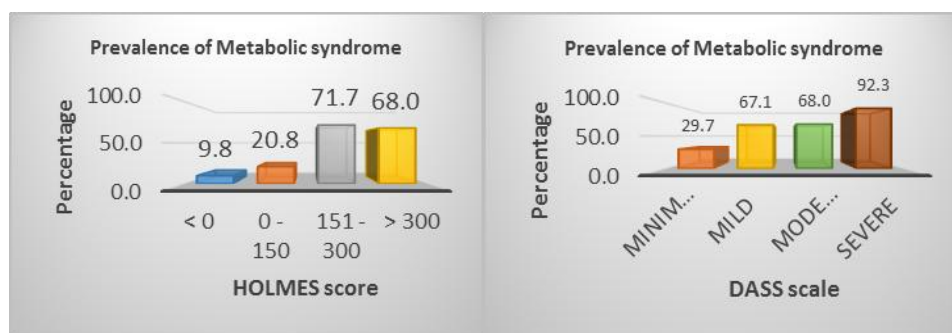 Prevalence of Metabolic syndrome
Percentage
100.0
50.0
0.0
9.8
20.8
71.7
68.0
< 0
0 -
150
151 -
300
> 300
HOLMES score
Prevalence of Metabolic syndrome
Percentage
100.0
50.0
0.0
29.7
67.1
68.0
92.3
MINIM...
MILD
MODE...
SEVERE
DASS scale